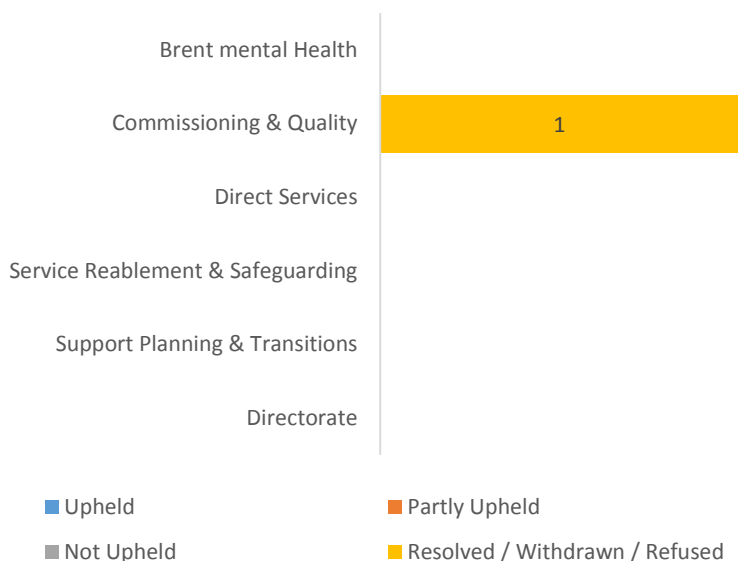 Brent mental Health
Commissioning & Quality
1
Direct Services
Service Reablement & Safeguarding
Support Planning & Transitions
Directorate
Upheld
Partly Upheld
Not Upheld
Resolved / Withdrawn / Refused